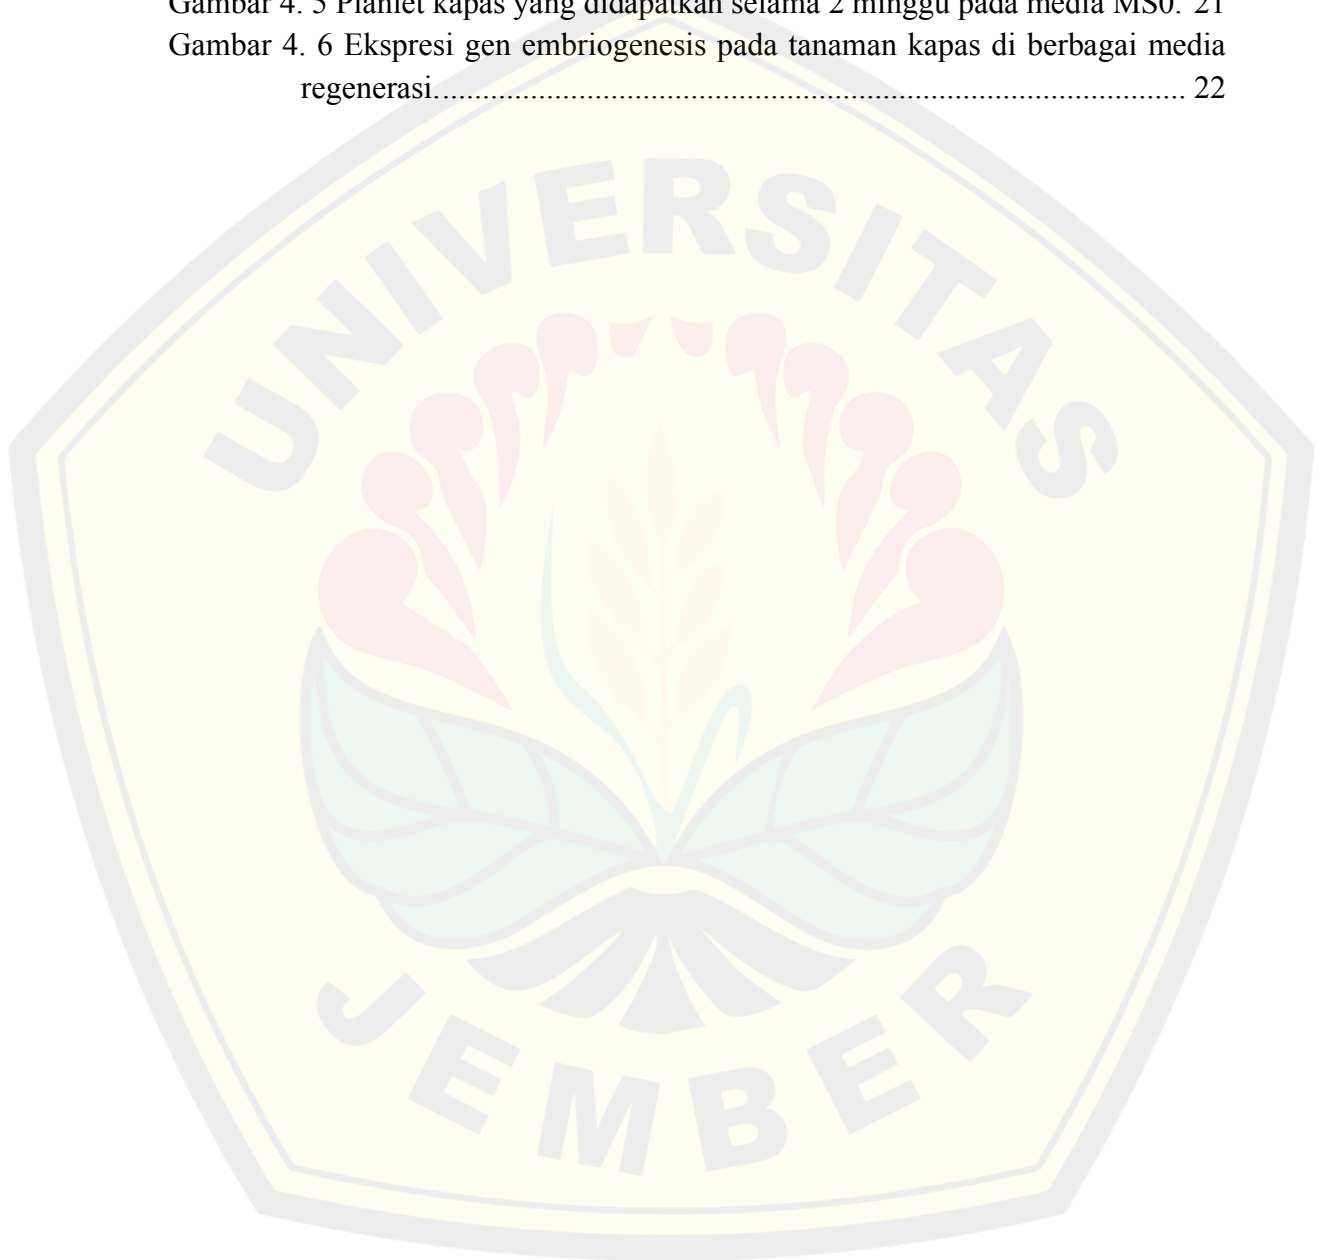 Gambar 4. 5 Planlet kapas yang didapatkan selama 2 minggu pada media MS0. 21
Gambar 4. 6 Ekspresi gen embriogenesis pada tanaman kapas di berbagai media
regenerasi........................................................................................ 22
UNIVERSITAS
JEMBER